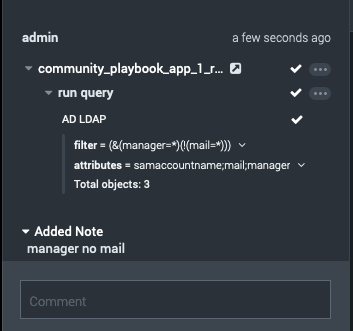 admin
a few seconds ago
community_playbook_app_1_r...
run query
AD LDAP
filter = (&(manager=*)(!(mail=*)))
attributes = samaccountname;mail;manager
Total objects: 3
Added Note
manager no mail
Comment